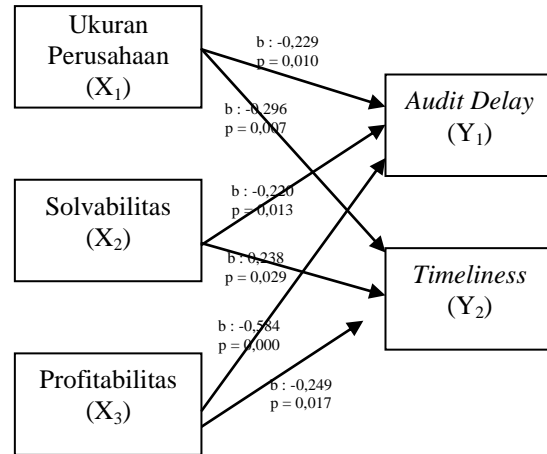 Ukuran
Perusahaan
(X₁)
b : -0,229
p = 0,010
Audit Delay
(Y₁)
b : -0,296
p = 0,007
Solvabilitas
(X₂)
b : -0,220
p = 0,013
b : 0,238
p = 0,029
Timeliness
(Y₂)
b : -0,584
p = 0,000
Profitabilitas
(X₃)
b : -0,249
p = 0,017